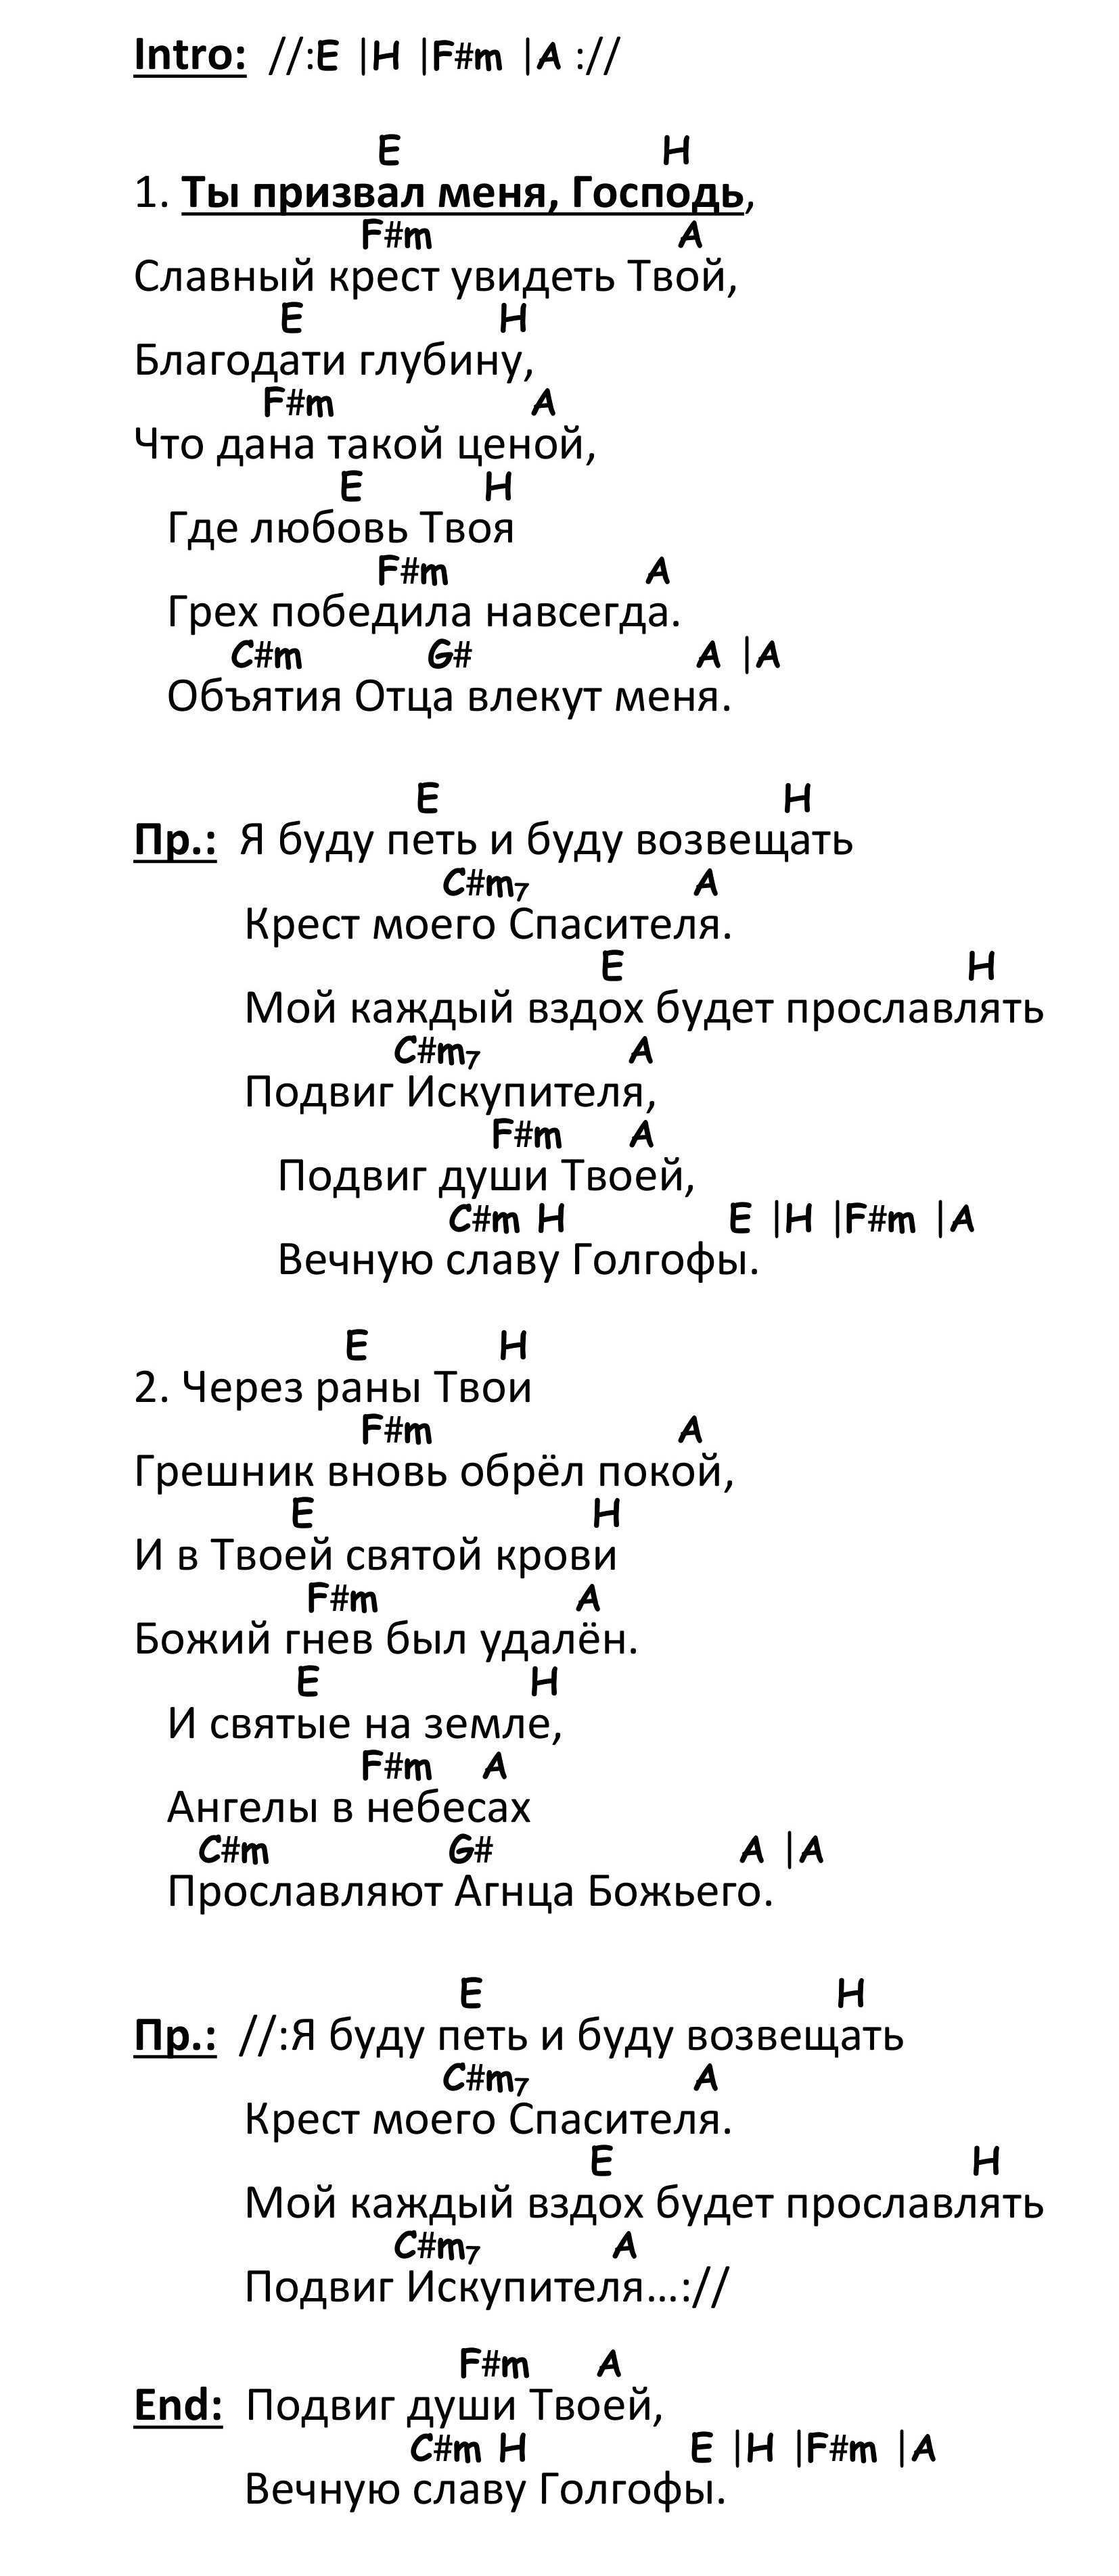 Intro: //:E |H |F#m |A ://
E H
1. Ты призвал меня, Господь,
F#m A
Славный крест увидеть Твой,
E H
Благодати глубину,
F#m A
Что дана такой ценой,
E H
Где любовь Твоя
F#m A
Грех победила навсегда.
C#m G# A |A
Объятия Отца влекут меня.
E H
Пр.: Я буду петь и буду возвещать
C#m7 A
Крест моего Спасителя.
E H
Мой каждый вздох будет прославлять
C#m7 A
Подвиг Искупителя,
F#m A
Подвиг души Твоей,
C#m H E |H |F#m |A
Вечную славу Голгофы.
E H
2. Через раны Твои
F#m A
Грешник вновь обрёл покой,
E H
И в Твоей святой крови
F#m A
Божий гнев был удалён.
E H
И святые на земле,
F#m A
Ангелы в небесах
C#m G# A |A
Прославляют Агнца Божьего.
E H
Пр.: //:Я буду петь и буду возвещать
C#m7 A
Крест моего Спасителя.
E H
Мой каждый вздох будет прославлять
C#m7 A
Подвиг Искупителя...://
F#m A
End: Подвиг души Твоей,
C#m H E |H |F#m |A
Вечную славу Голгофы.